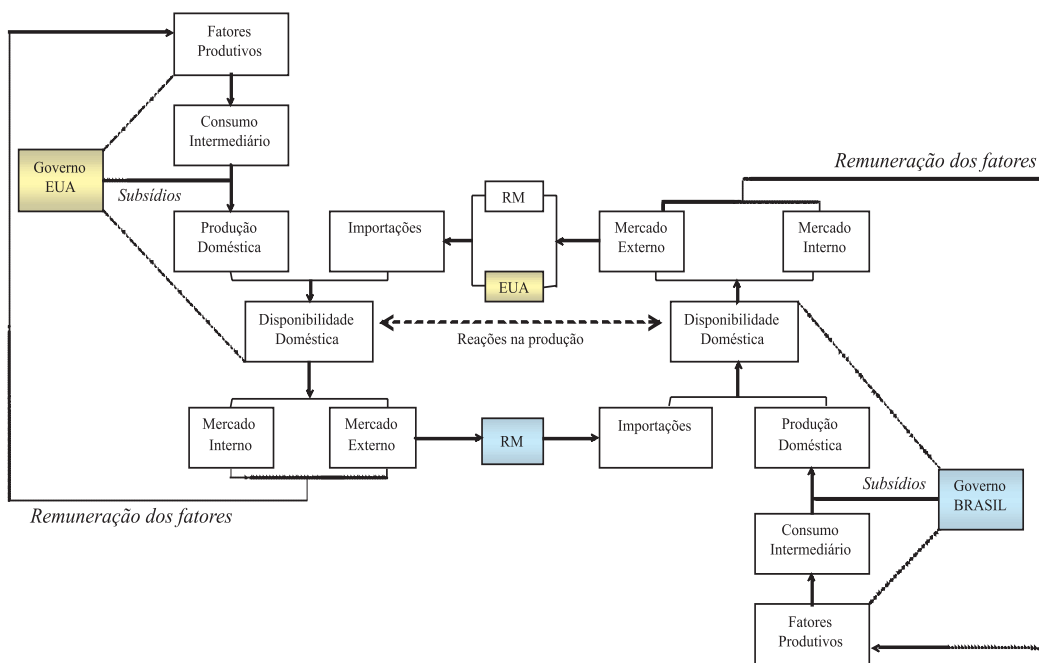 Fatores
Produtivos
Consumo
Intermediário
Governo
EUA
Subsídios
Produção
Doméstica
Importações
RM
EUA
Mercado
Externo
Mercado
Interno
Remuneração dos fatores
Disponibilidade
Doméstica
Reações na produção
Disponibilidade
Doméstica
Mercado
Interno
Mercado
Externo
RM
Importações
Produção
Doméstica
Remuneração dos fatores
Subsídios
Governo
BRASIL
Consumo
Intermediário
Fatores
Produtivos